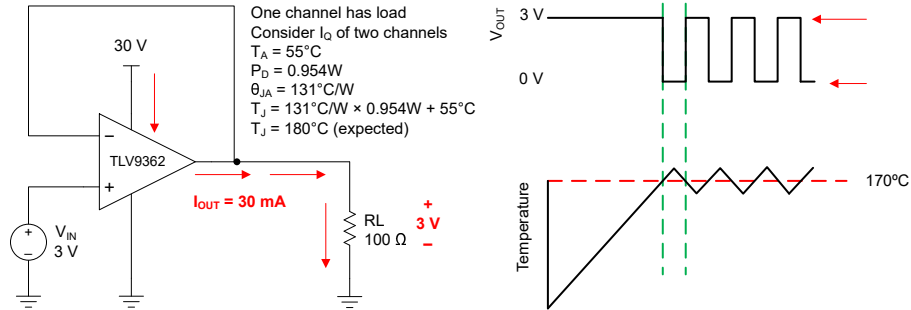 One channel has load
Consider IQ of two channels
TA = 55°C
PD = 0.954W
θJA = 131°C/W
TJ = 131°C/W × 0.954W + 55°C
TJ = 180°C (expected)
30 V
–
TLV9362
+
IOUT = 30 mA
+
–
VIN
3 V
RL
100 Ω
+
3 V
–
VOUT
3 V
0 V
Temperature
170ºC